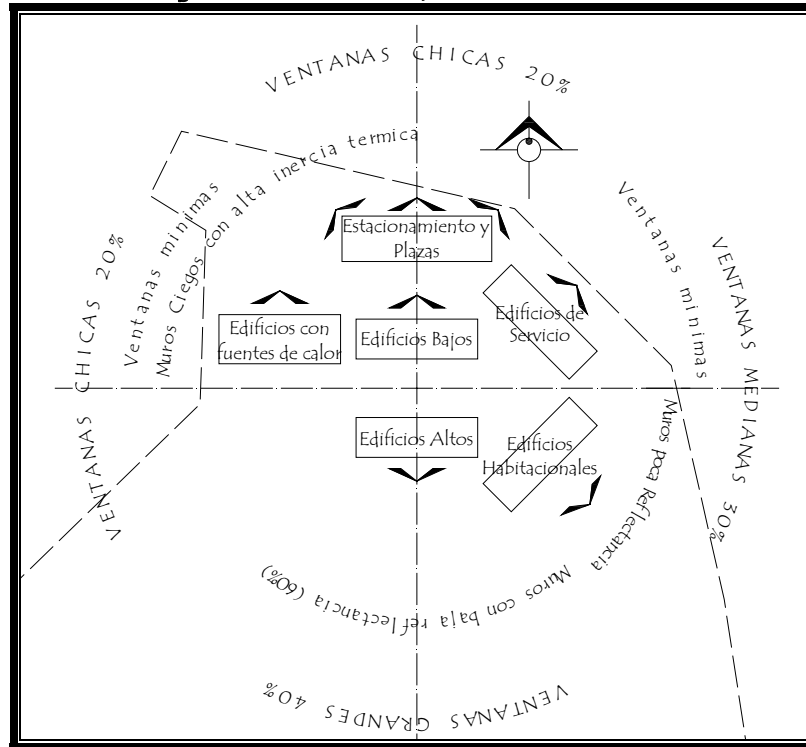 VENTANAS CHICAS 20%
Muros Ciegos con alta inercia termica
Ventanas minimas
Ventanas minimas
VENTANAS CHICAS 20%
VENTANAS MEDIANAS 30%
Estacionamiento y
Plazas
Edificios con
fuentes de calor
Edificios Bajos
Edificios de
Servicio
Edificios Altos
Edificios
Habitacionales
VENTANAS
Muros poca Reflectancia
Muros con baja reflectancia (60%)
VENTANAS GRANDES 40%